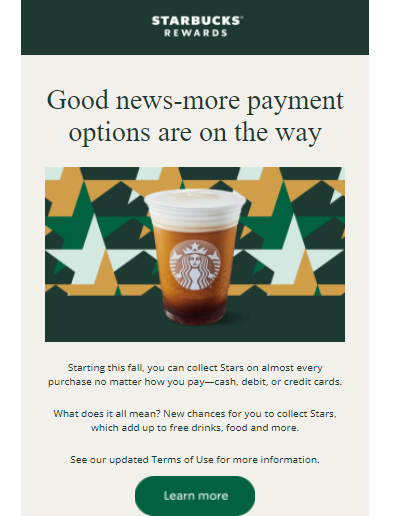 STARBUCKS®
REWARDS
Good news-more payment
options are on the way
Starting this fall, you can collect Stars on almost every
purchase no matter how you pay—cash, debit, or credit cards.
What does it all mean? New chances for you to collect Stars,
which add up to free drinks, food and more.
See our updated Terms of Use for more information.
Learn more